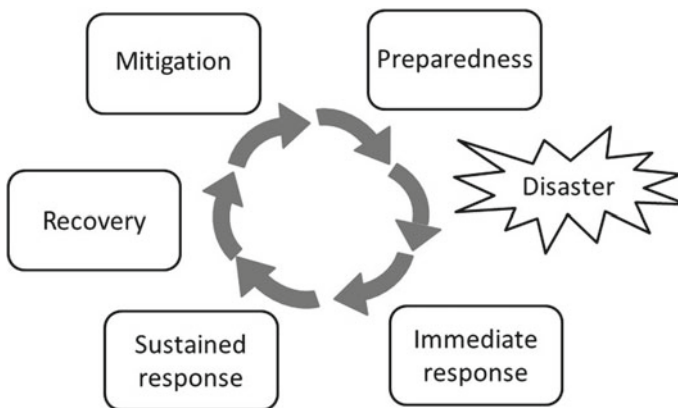 Mitigation
Preparedness
Disaster
Recovery
Sustained
response
Immediate
response